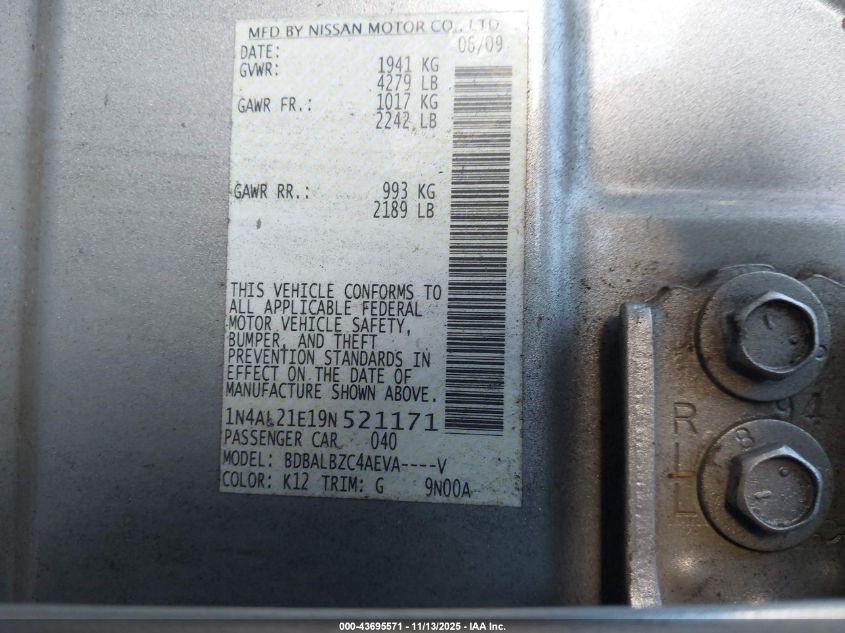 MFD BY NISSAN MOTOR CO., LTD
DATE: 06/09
GVWR: 1941 KG
4279 LB
GAWR FR.: 1017 KG
2242 LB
GAWR RR.: 993 KG
2189 LB
THIS VEHICLE CONFORMS TO
ALL APPLICABLE FEDERAL
MOTOR VEHICLE SAFETY,
BUMPER, AND THEFT
PREVENTION STANDARDS IN
EFFECT ON THE DATE OF
MANUFACTURE SHOWN ABOVE.
1N4AL21E19N521171
PASSENGER CAR 040
MODEL: BDBALBZC4AEVA----V
COLOR: K12 TRIM: G 9N00A
94
8
R
L
000-43695571 - 11/13/2025 - IAA Inc.